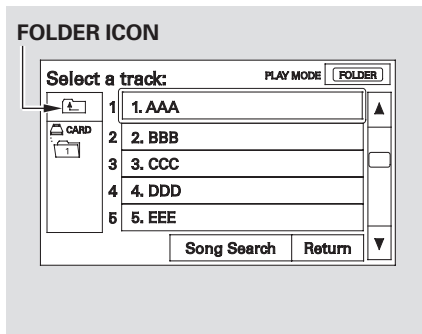 FOLDER ICON
Select a track: PLAY MODE FOLDER
1 1. AAA
CARD
1
2 2. BBB
3 3. CCC
4 4. DDD
5 5. EEE
Song Search Return